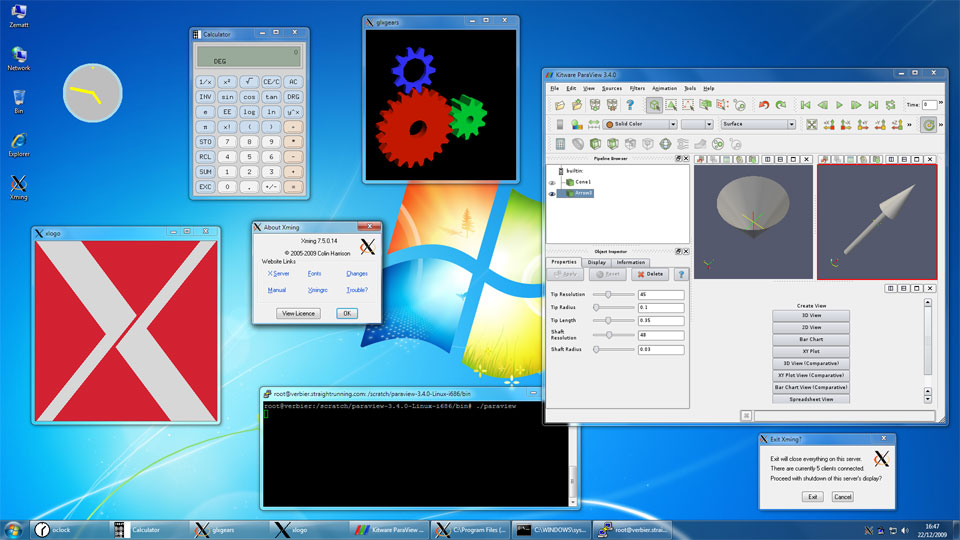 Zematt
Network
Bin
Explorer
Xming
Calculator
0
DEG
1/x x² √ CE/C AC
INV sin cos tan DRG
e EE log ln y^x
π x! ( ) ÷
STO 7 8 9 *
RCL 4 5 6 -
SUM 1 2 3 +
EXC 0 . +/- =
glxgears
xlogo
About Xming
Xming 7.5.0.14
© 2005-2009 Colin Harrison
Website Links
X Server Fonts Changes
Manual Xmingrc Trouble?
View Licence OK
Kitware ParaView 3.4.0
File Edit View Sources Filters Animation Tools Help
Time: 0
Solid Color Surface
Pipeline Browser
builtin:
Cone1
Object Inspector
Properties Display Information
Apply Reset Delete ?
Tip Resolution 45
Tip Radius 0.1
Tip Length 0.35
Shaft Resolution 48
Shaft Radius 0.03
Create View
3D View
2D View
Bar Chart
XY Plot
3D View (Comparative)
XY Plot View (Comparative)
Bar Chart View (Comparative)
Spreadsheet View
root@verbier.straightrunning.com: /scratch/paraview-3.4.0-Linux-i686/bin
root@verbier:/scratch/paraview-3.4.0-Linux-i686/bin# ./paraview
Exit Xming?
Exit will close everything on this server.
There are currently 5 clients connected.
Proceed with shutdown of this server's display?
Exit Cancel
oclock
Calculator
glxgears
xlogo
Kitware ParaView ...
C:\Program Files (...
C:\WINDOWS\sys...
root@verbier.strai...
16:47
22/12/2009